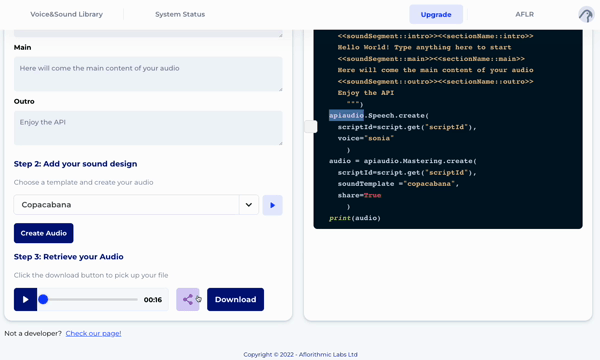 Voice&Sound Library
System Status
Upgrade
AFLR
Main
Here will come the main content of your audio
Outro
Enjoy the API
Step 2: Add your sound design
Choose a template and create your audio
Copacabana
Create Audio
Step 3: Retrieve your Audio
Click the download button to pick up your file
00:16
Download
<<soundSegment::intro>><<sectionName::intro>>
Hello World! Type anything here to start
<<soundSegment::main>><<sectionName::main>>
Here will come the main content of your audio
<<soundSegment::outro>><<sectionName::outro>>
Enjoy the API
""")
apiaudio.Speech.create(
scriptId=script.get("scriptId"),
voice="sonia"
)
audio = apiaudio.Mastering.create(
scriptId=script.get("scriptId"),
soundTemplate ="copacabana",
share=True
)
print(audio)
Not a developer? Check our page!
Copyright © 2022 - Aflorithmic Labs Ltd